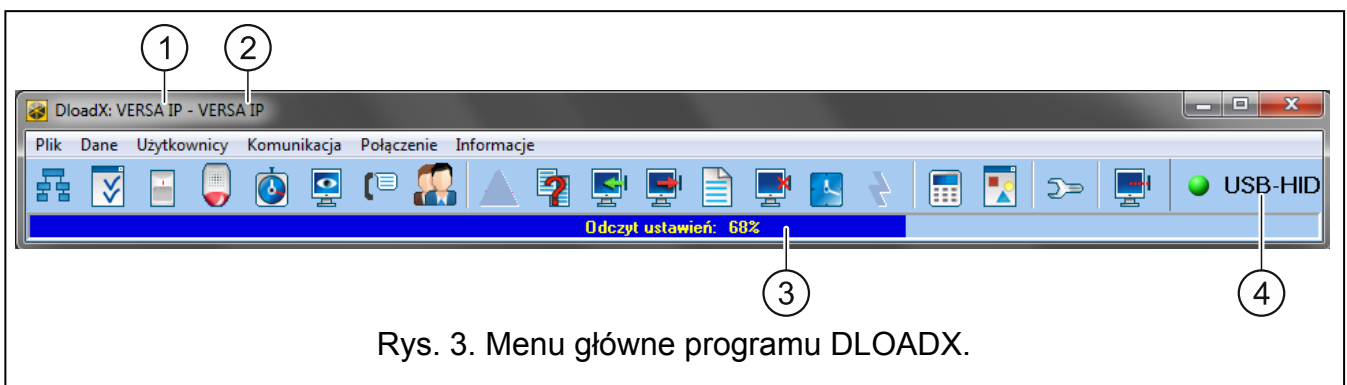 1 2
DloadX: VERSA IP - VERSA IP
Plik Dane Użytkownicy Komunikacja Połączenie Informacje
USB-HID
Odczyt ustawień: 68%
3 4
Rys. 3. Menu główne programu DLOADX.